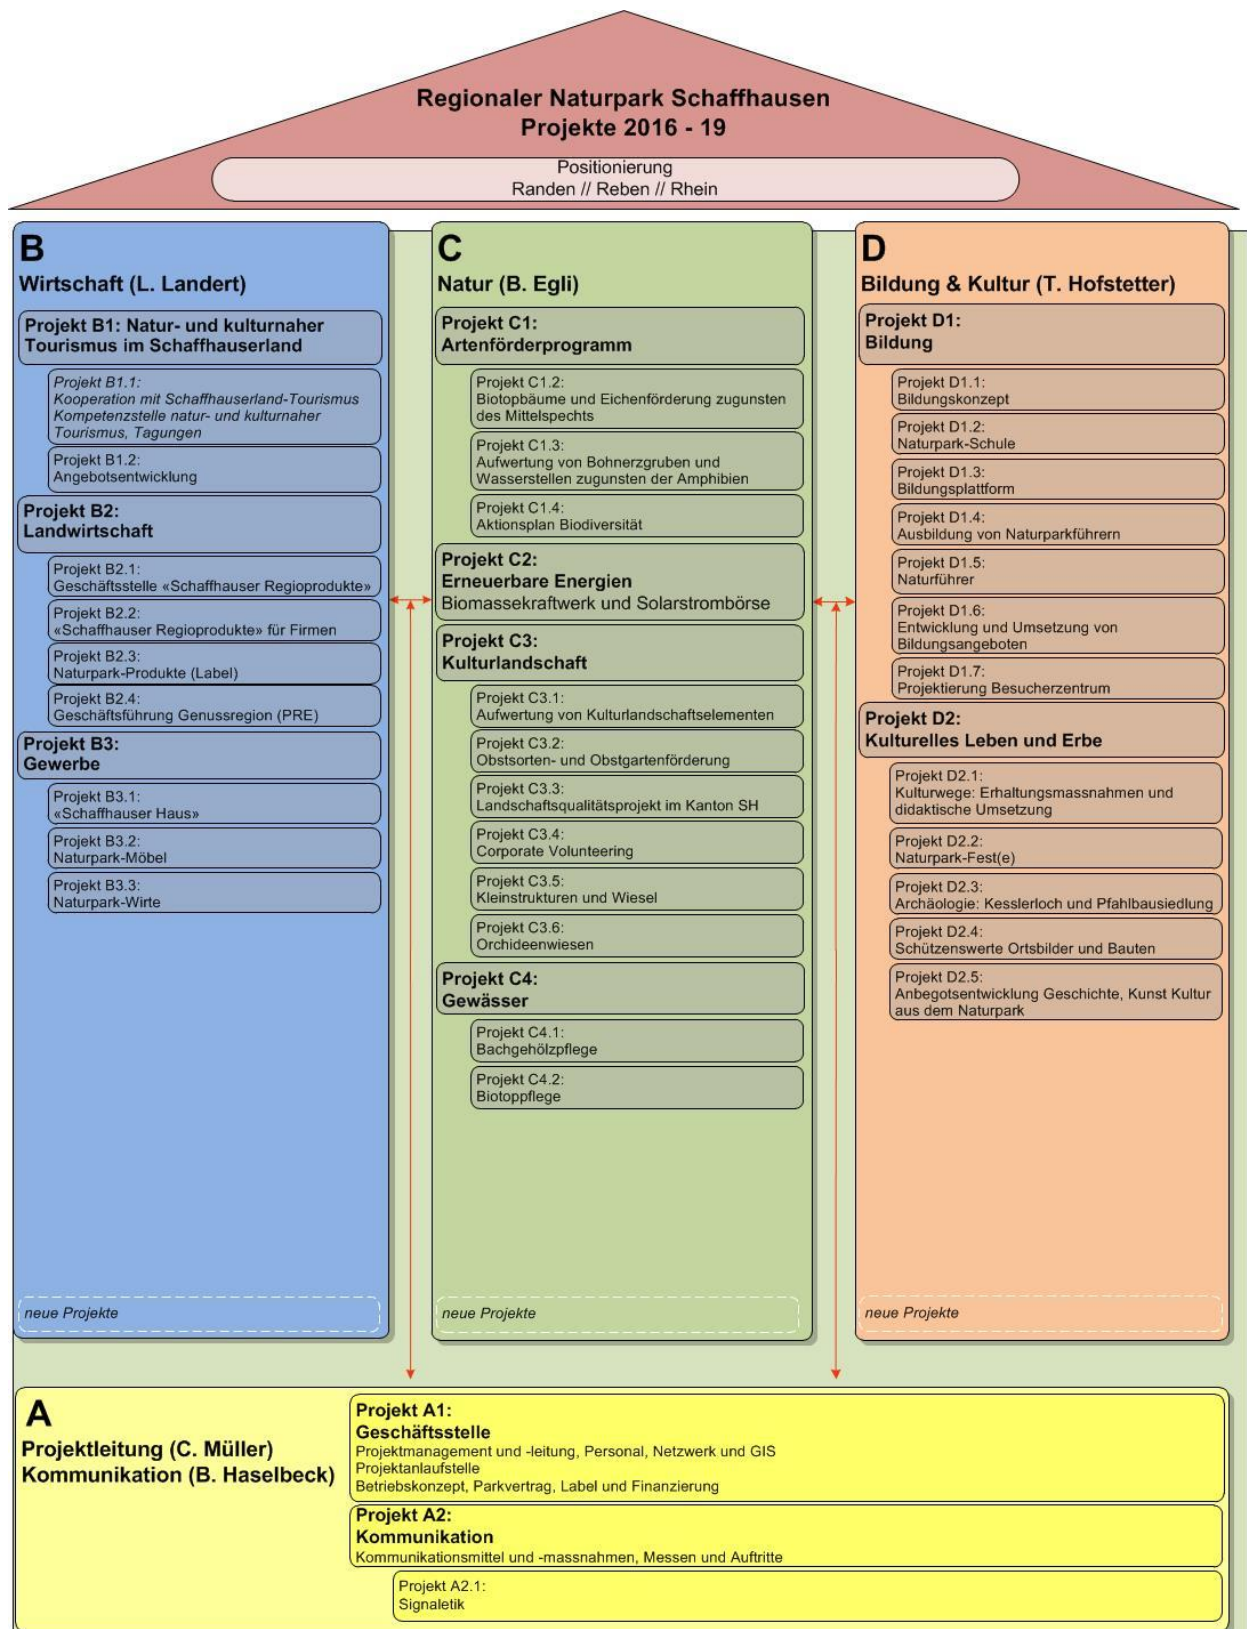 Regionaler Naturpark Schaffhausen
Projekte 2016 - 19
Positionierung
Randen // Reben // Rhein
B
Wirtschaft (L. Landert)
Projekt B1: Natur- und kulturnaher
Tourismus im Schaffhauserland
Projekt B1.1:
Kooperation mit Schaffhauserland-Tourismus
Kompetenzstelle natur- und kulturnaher
Tourismus, Tagungen
Projekt B1.2:
Angebotsentwicklung
Projekt B2:
Landwirtschaft
Projekt B2.1:
Geschäftsstelle «Schaffhauser Regioprodukte»
Projekt B2.2:
«Schaffhauser Regioprodukte» für Firmen
Projekt B2.3:
Naturpark-Produkte (Label)
Projekt B2.4:
Geschäftsführung Genussregion (PRE)
Projekt B3:
Gewerbe
Projekt B3.1:
«Schaffhauser Haus»
Projekt B3.2:
Naturpark-Möbel
Projekt B3.3:
Naturpark-Wirte
neue Projekte
C
Natur (B. Egli)
Projekt C1:
Artenförderprogramm
Projekt C1.2:
Biotopbäume und Eichenförderung zugunsten
des Mittelspechts
Projekt C1.3:
Aufwertung von Bohnerzgruben und
Wasserstellen zugunsten der Amphibien
Projekt C1.4:
Aktionsplan Biodiversität
Projekt C2:
Erneuerbare Energien
Biomassekraftwerk und Solarstrombörse
Projekt C3:
Kulturlandschaft
Projekt C3.1:
Aufwertung von Kulturlandschaftselementen
Projekt C3.2:
Obstsorten- und Obstgartenförderung
Projekt C3.3:
Landschaftsqualitätsprojekt im Kanton SH
Projekt C3.4:
Corporate Volunteering
Projekt C3.5:
Kleinstrukturen und Wiesel
Projekt C3.6:
Orchideenwiesen
Projekt C4:
Gewässer
Projekt C4.1:
Bachgehölzpflege
Projekt C4.2:
Biotoppflege
neue Projekte
D
Bildung & Kultur (T. Hofstetter)
Projekt D1:
Bildung
Projekt D1.1:
Bildungskonzept
Projekt D1.2:
Naturpark-Schule
Projekt D1.3:
Bildungsplattform
Projekt D1.4:
Ausbildung von Naturparkführern
Projekt D1.5:
Naturführer
Projekt D1.6:
Entwicklung und Umsetzung von
Bildungsangeboten
Projekt D1.7:
Projektierung Besucherzentrum
Projekt D2:
Kulturelles Leben und Erbe
Projekt D2.1:
Kulturwege: Erhaltungsmassnahmen und
didaktische Umsetzung
Projekt D2.2:
Naturpark-Fest(e)
Projekt D2.3:
Archäologie: Kesslerloch und Pfahlbausiedlung
Projekt D2.4:
Schützenswerte Ortsbilder und Bauten
Projekt D2.5:
Anbegotsentwicklung Geschichte, Kunst Kultur
aus dem Naturpark
neue Projekte
A
Projektleitung (C. Müller)
Kommunikation (B. Haselbeck)
Projekt A1:
Geschäftsstelle
Projektmanagement und -leitung, Personal, Netzwerk und GIS
Projektanlaufstelle
Betriebskonzept, Parkvertrag, Label und Finanzierung
Projekt A2:
Kommunikation
Kommunikationsmittel und -massnahmen, Messen und Auftritte
Projekt A2.1:
Signaletik